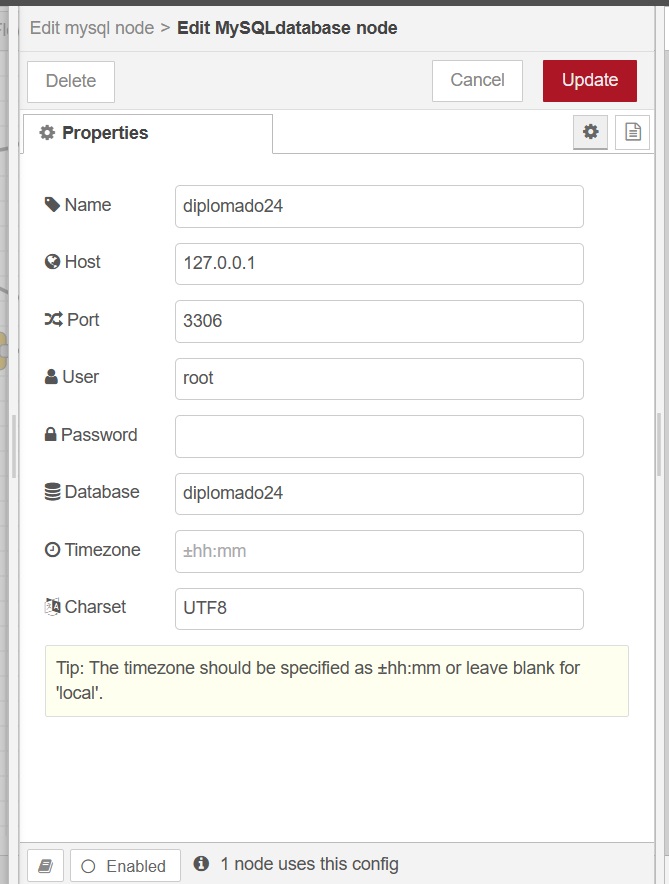 Edit mysql node > Edit MySQLdatabase node
Delete
Cancel
Update
Properties
Name
diplomado24
Host
127.0.0.1
Port
3306
User
root
Password
Database
diplomado24
Timezone
±hh:mm
Charset
UTF8
Tip: The timezone should be specified as ±hh:mm or leave blank for
'local'.
Enabled
1 node uses this config